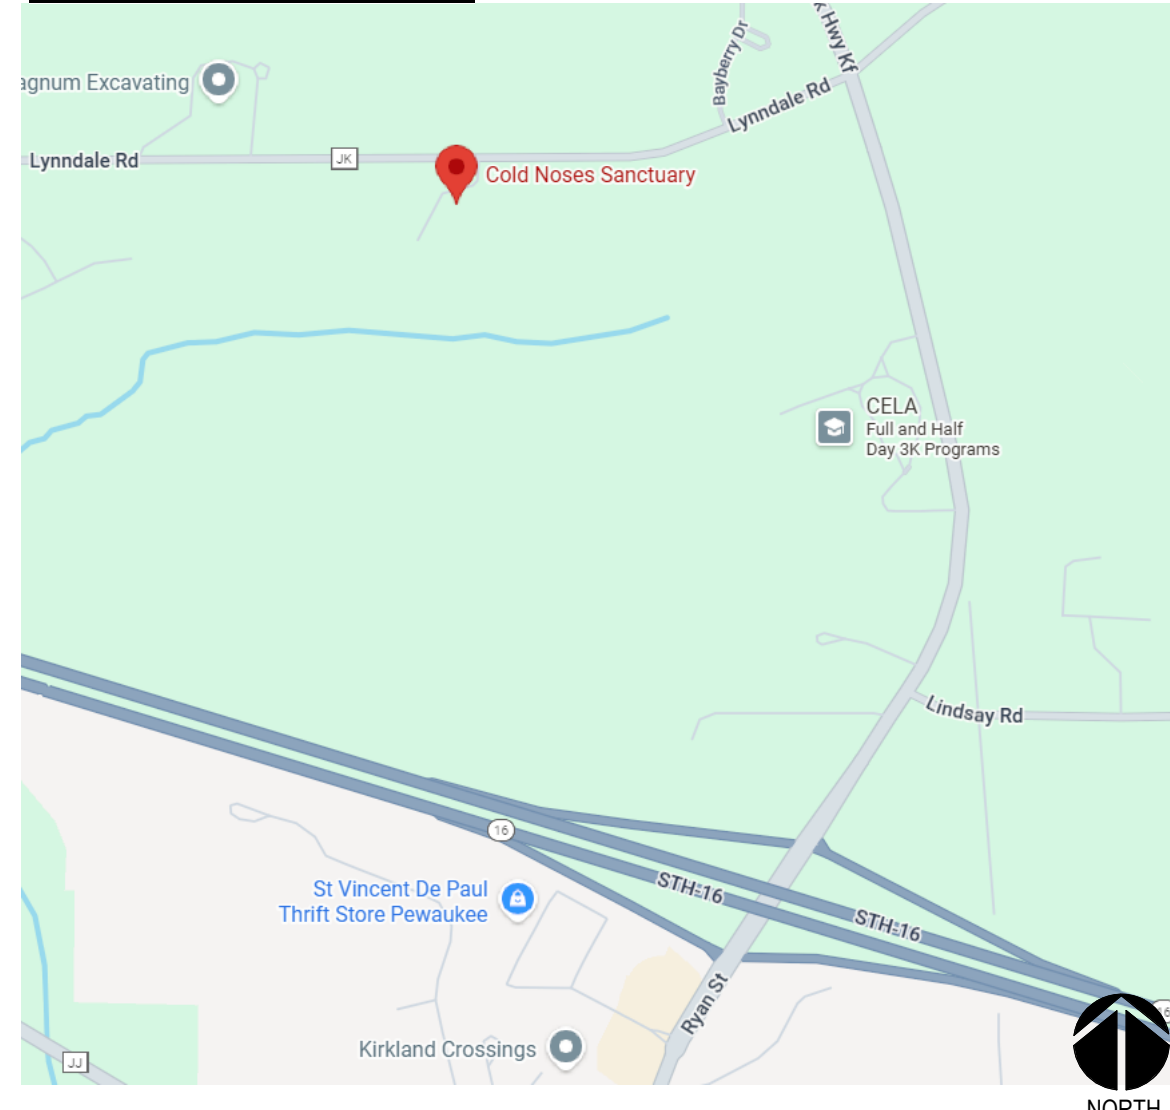 k Hwy Kf
Bayberry Dr
agnum Excavating
Lynndale Rd
Lynndale Rd
JK
Cold Noses Sanctuary
CELA
Full and Half
Day 3K Programs
Lindsay Rd
16
St Vincent De Paul
Thrift Store Pewaukee
STH-16
STH-16
Ryan St
16
Kirkland Crossings
JJ
NORTH